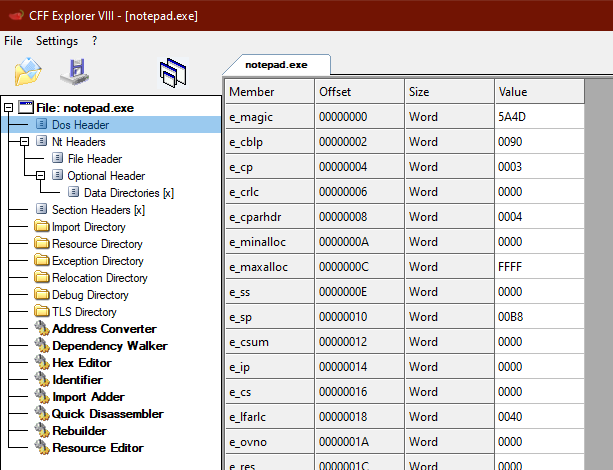 CFF Explorer VIII - [notepad.exe]
File Settings ?
notepad.exe
File: notepad.exe
Dos Header
Nt Headers
File Header
Optional Header
Data Directories [x]
Section Headers [x]
Import Directory
Resource Directory
Exception Directory
Relocation Directory
Debug Directory
TLS Directory
Address Converter
Dependency Walker
Hex Editor
Identifier
Import Adder
Quick Disassembler
Rebuilder
Resource Editor
Member Offset Size Value
e_magic 00000000 Word 5A4D
e_cblp 00000002 Word 0090
e_cp 00000004 Word 0003
e_crlc 00000006 Word 0000
e_cparhdr 00000008 Word 0004
e_minalloc 0000000A Word 0000
e_maxalloc 0000000C Word FFFF
e_ss 0000000E Word 0000
e_sp 00000010 Word 00B8
e_csum 00000012 Word 0000
e_ip 00000014 Word 0000
e_cs 00000016 Word 0000
e_lfarlc 00000018 Word 0040
e_ovno 0000001A Word 0000
e_res 0000001C Word 0000